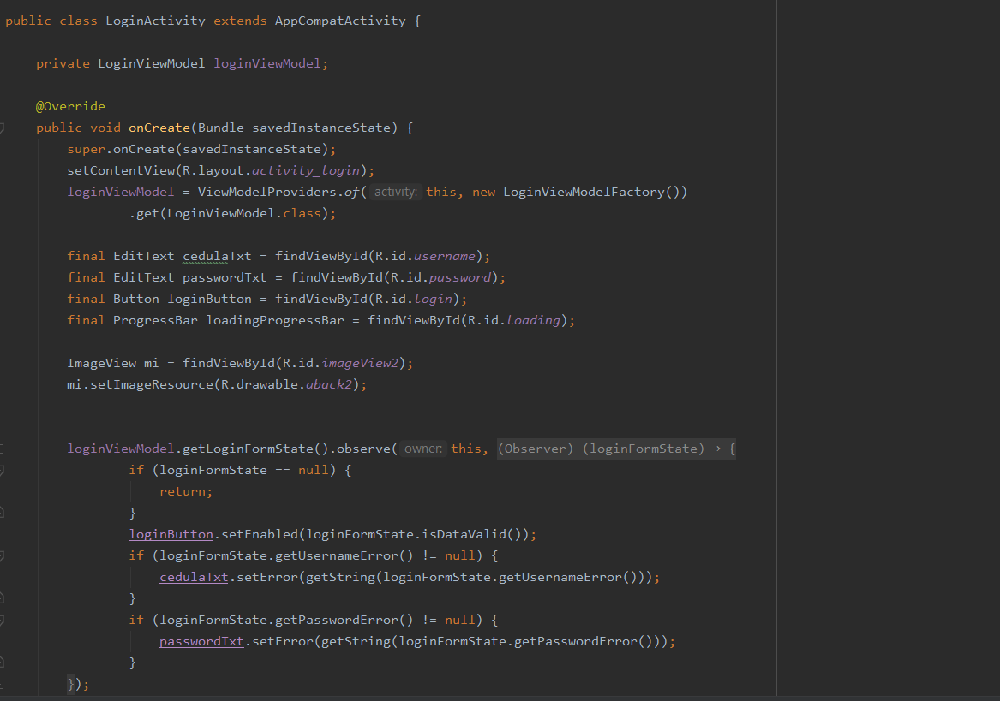 public class LoginActivity extends AppCompatActivity {
private LoginViewModel loginViewModel;
@Override
public void onCreate(Bundle savedInstanceState) {
super.onCreate(savedInstanceState);
setContentView(R.layout.activity_login);
loginViewModel = ViewModelProviders.of( activity: this, new LoginViewModelFactory())
.get(LoginViewModel.class);
final EditText cedulaTxt = findViewById(R.id.username);
final EditText passwordTxt = findViewById(R.id.password);
final Button loginButton = findViewById(R.id.login);
final ProgressBar loadingProgressBar = findViewById(R.id.loading);
ImageView mi = findViewById(R.id.imageView2);
mi.setImageResource(R.drawable.aback2);
loginViewModel.getLoginFormState().observe( owner: this, (Observer) (loginFormState) → {
if (loginFormState == null) {
return;
}
loginButton.setEnabled(loginFormState.isDataValid());
if (loginFormState.getUsernameError() != null) {
cedulaTxt.setError(getString(loginFormState.getUsernameError()));
}
if (loginFormState.getPasswordError() != null) {
passwordTxt.setError(getString(loginFormState.getPasswordError()));
}
});